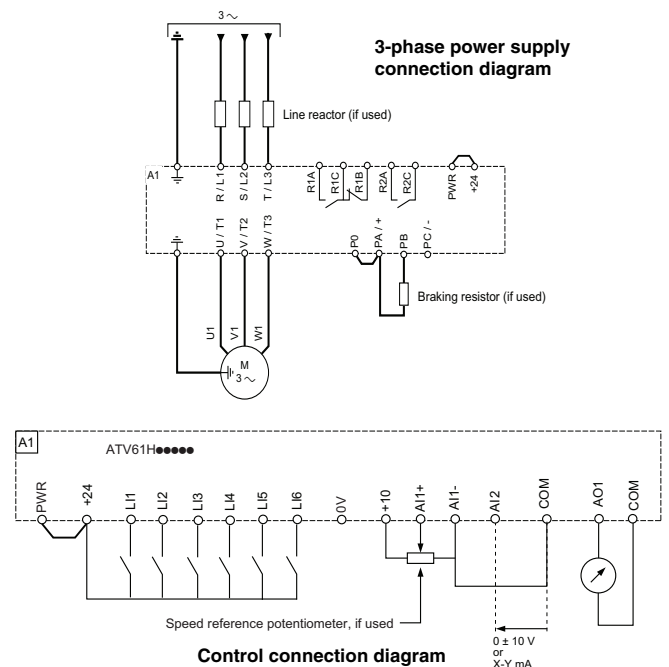 3 ∼
3-phase power supply
connection diagram
Line reactor (if used)
A1
R / L1
S / L2
T / L3
R1A
R1C
R1B
R2A
R2C
PWR
+24
U / T1
V / T2
W / T3
P0
PA / +
PB
PC / -
Braking resistor (if used)
U1
V1
W1
M
3 ∼
A1
ATV61H●●●●●
PWR
+24
LI1
LI2
LI3
LI4
LI5
LI6
0V
+10
AI1+
AI1-
AI2
COM
AO1
COM
Speed reference potentiometer, if used
0 ± 10 V
or
X-Y mA
Control connection diagram